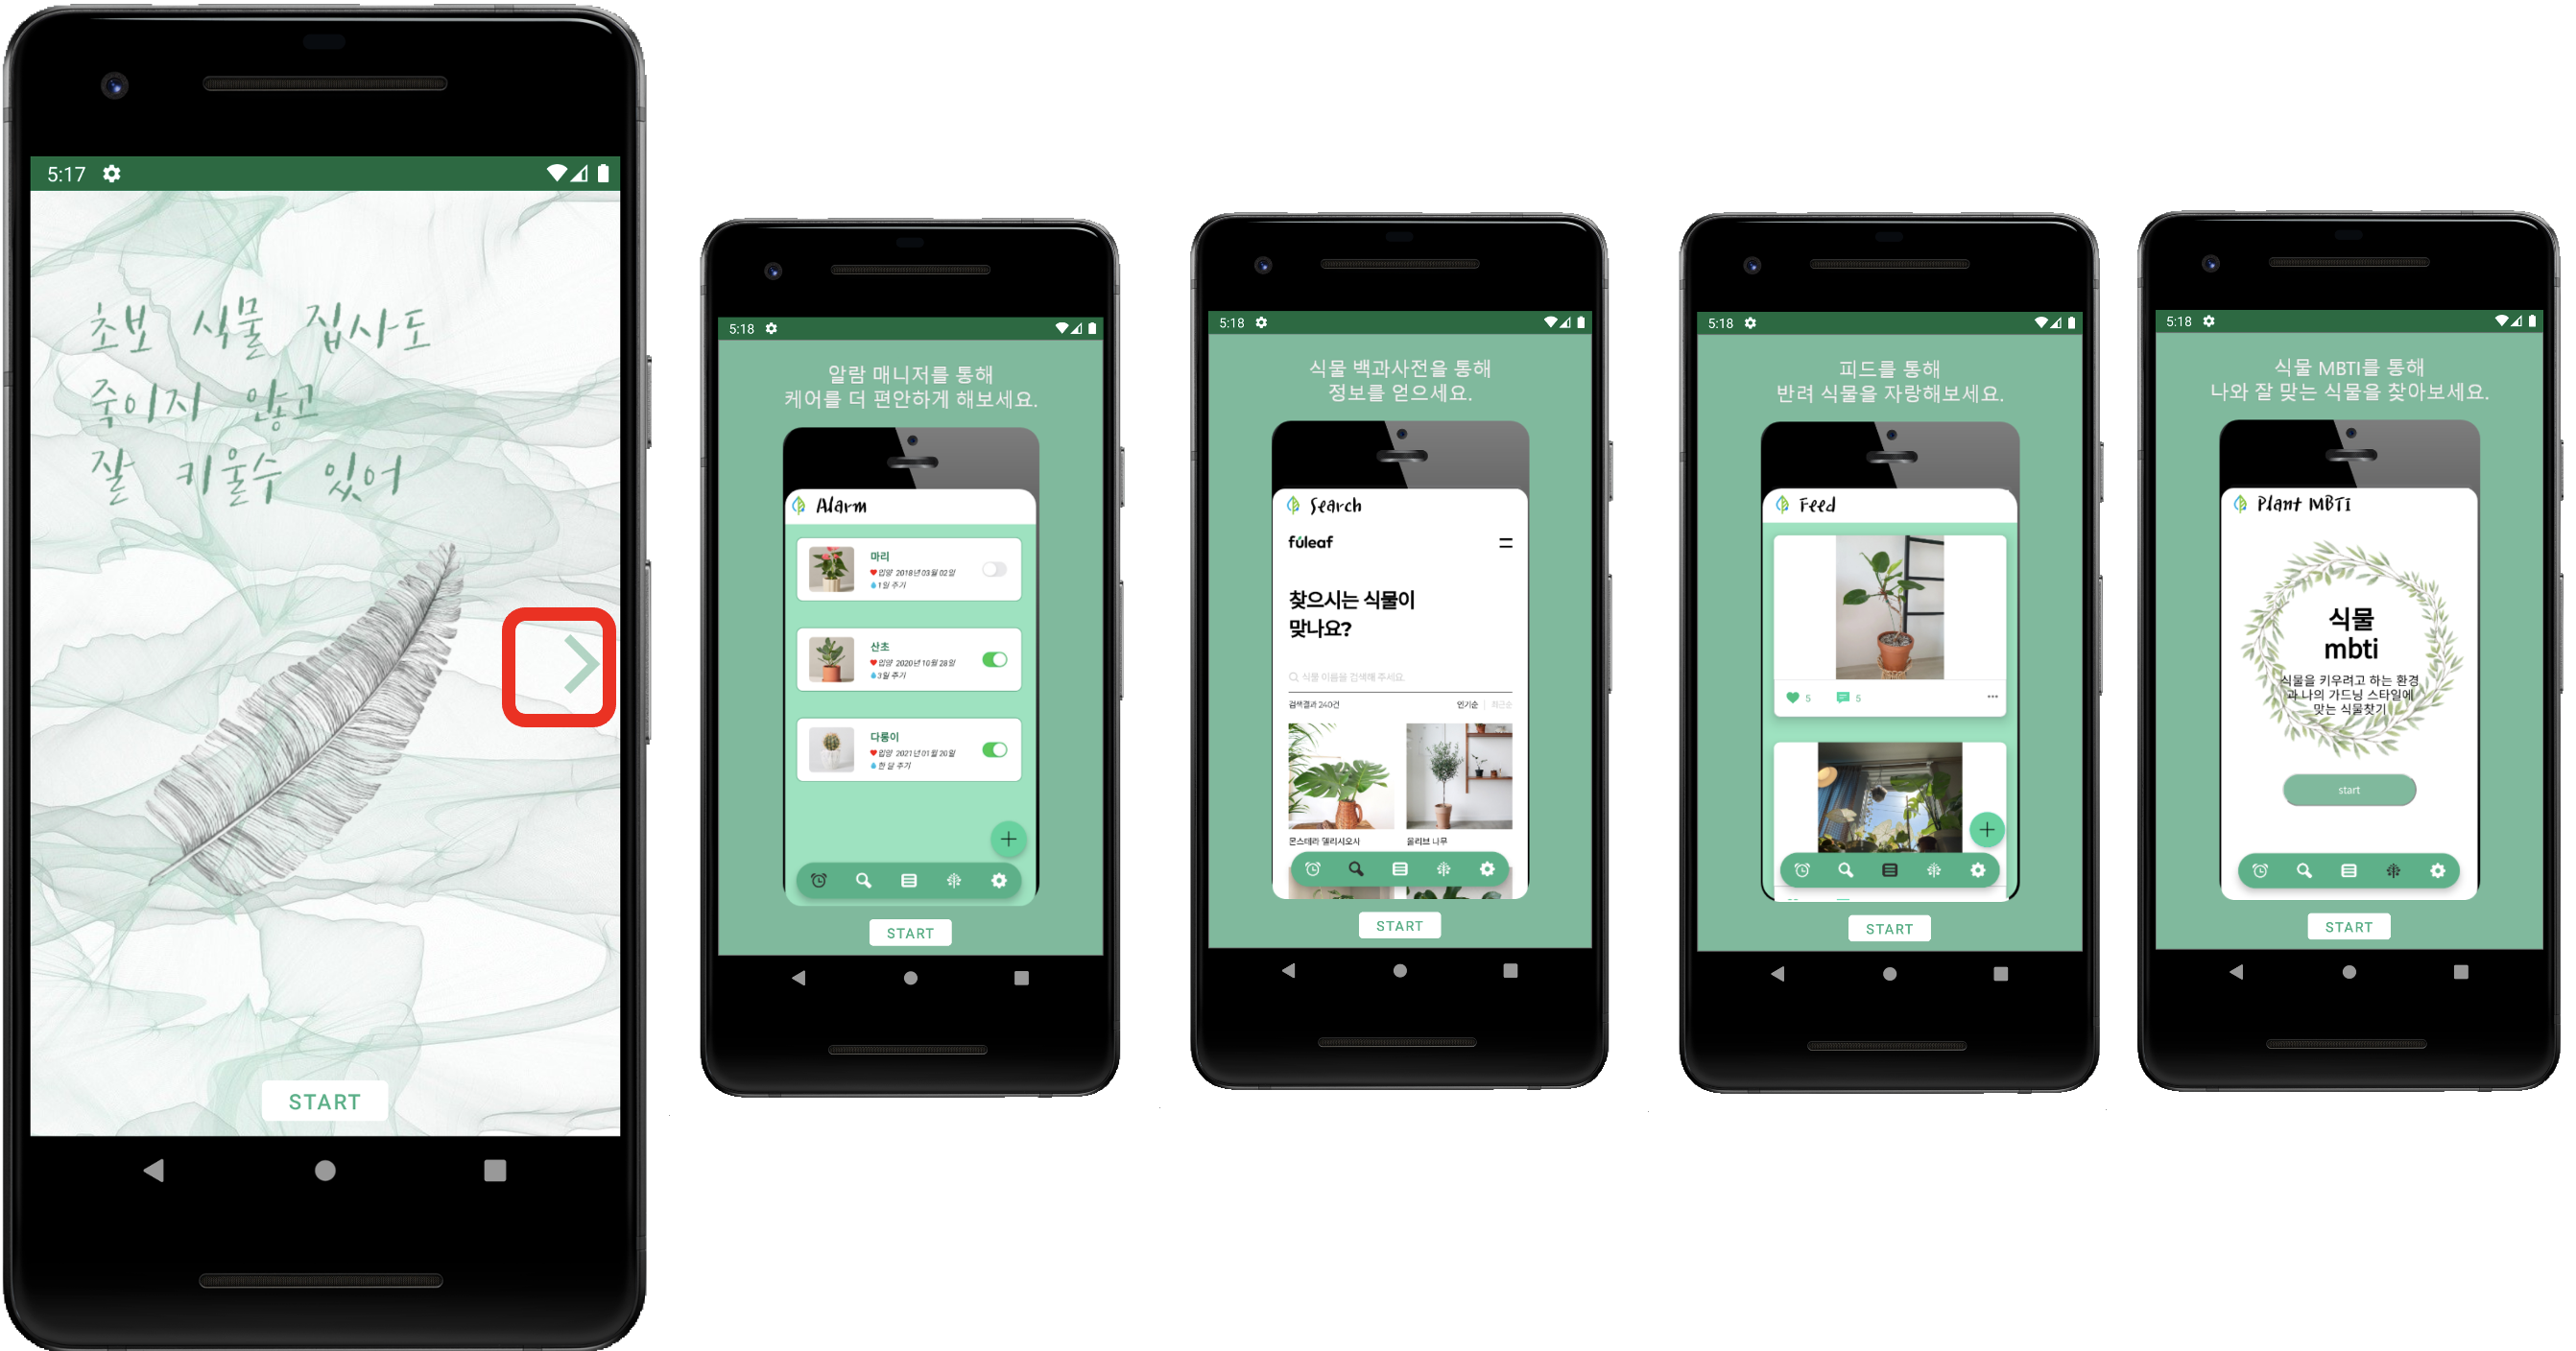 5:17
초보 식물 집사도
죽이지 않고
잘 키울수 있어
START
5:18
알람 매니저를 통해
케어를 더 편안하게 해보세요.
Alarm
마리
입양 2018년 03월 02일
1일 주기
산초
입양 2020년 10월 28일
3일 주기
다롱이
입양 2021년 01월 20일
한 달 주기
START
5:18
식물 백과사전을 통해
정보를 얻으세요.
Search
fuleaf
찾으시는 식물이
맞나요?
식물 이름을 검색해 주세요.
검색결과 240건 인기순 | 최근순
몬스테라 델리시오사 올리브 나무
START
5:18
피드를 통해
반려 식물을 자랑해보세요.
Feed
5 5
START
5:18
식물 MBTI를 통해
나와 잘 맞는 식물을 찾아보세요.
Plant MBTi
식물
mbti
식물을 키우려고 하는 환경
과 나의 가드닝 스타일에
맞는 식물찾기
start
START